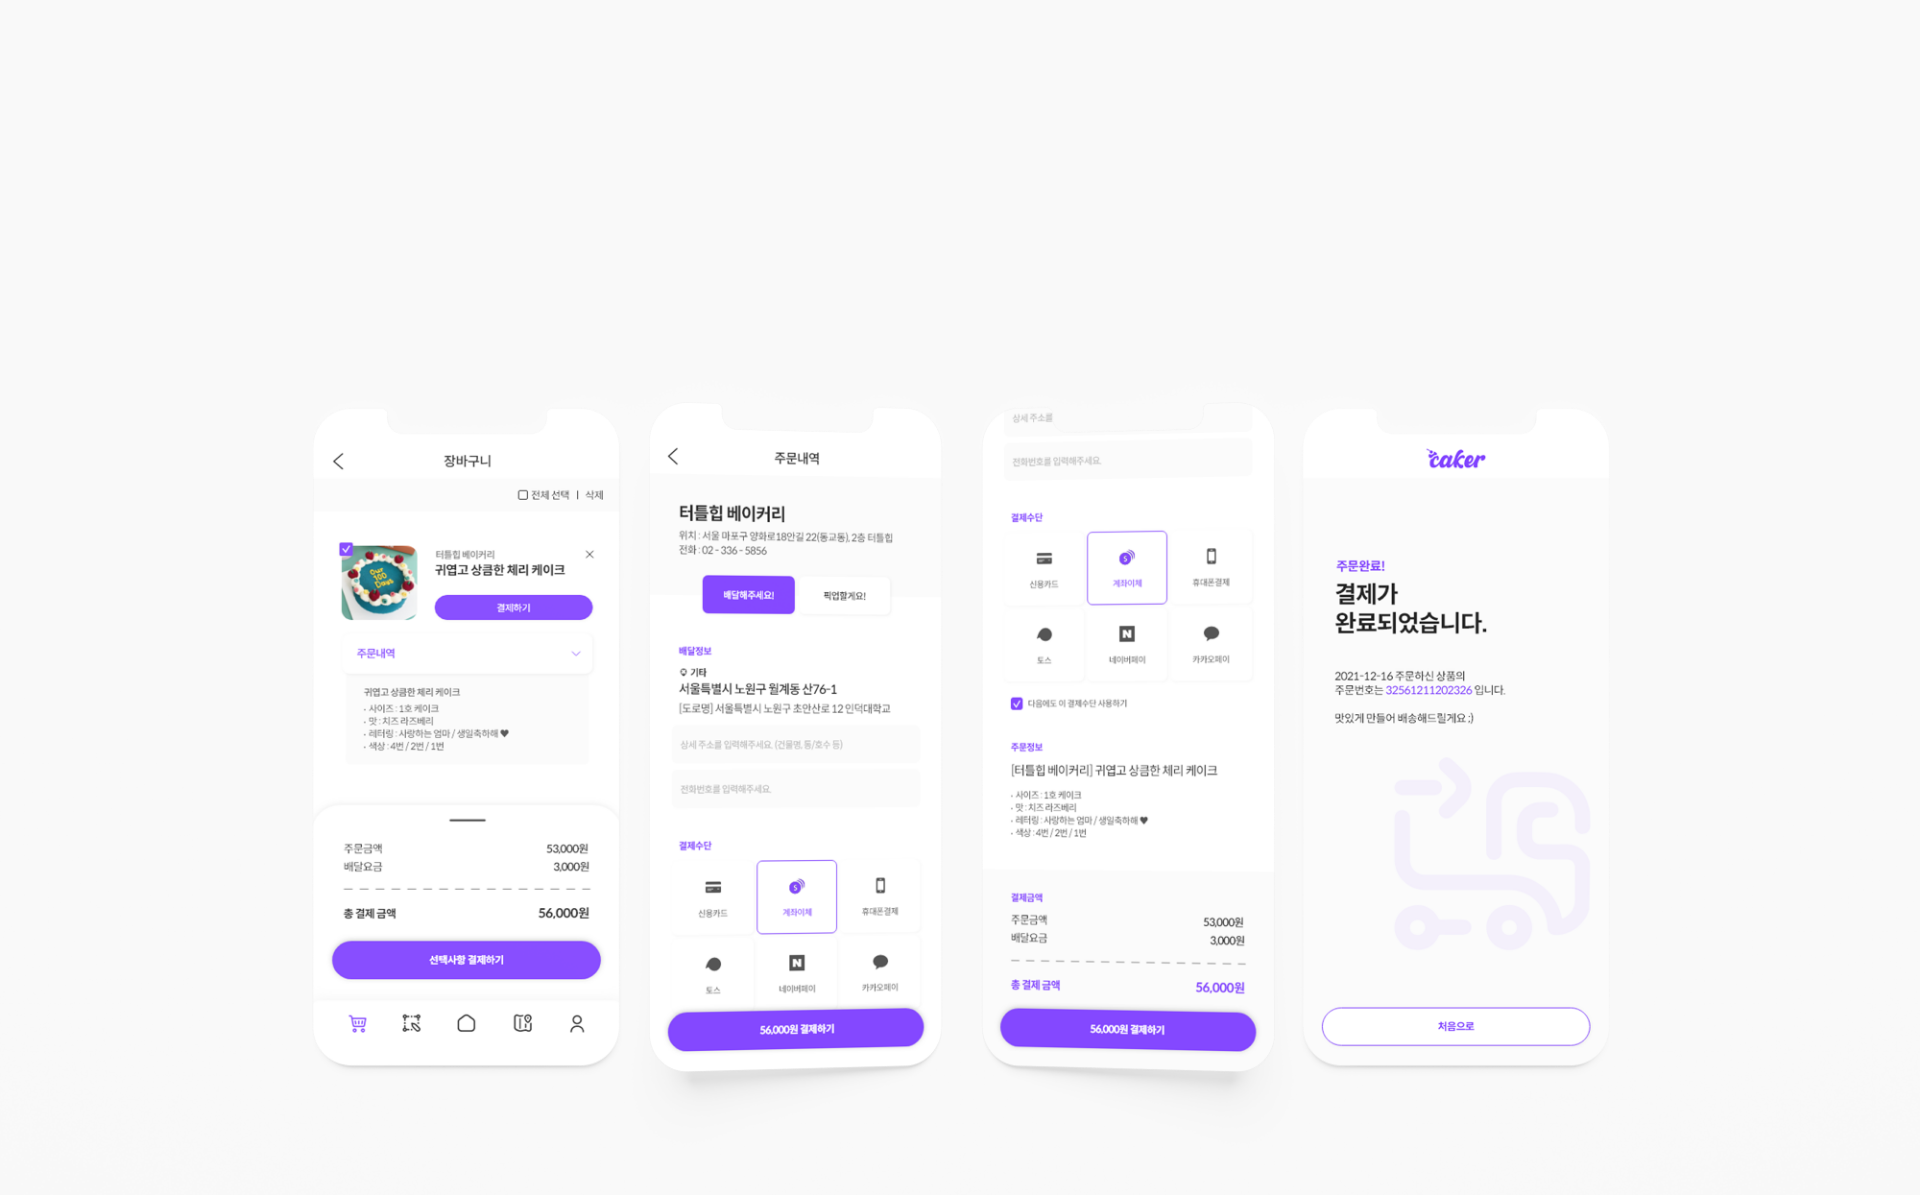 장바구니
전체 선택 | 삭제
터틀힙 베이커리
귀엽고 상큼한 체리 케이크
Our
100
Days
결제하기
주문내역
귀엽고 상큼한 체리 케이크
· 사이즈 : 1호 케이크
· 맛 : 치즈 라즈베리
· 레터링 : 사랑하는 엄마 / 생일축하해 ♥
· 색상 : 4번 / 2번 / 1번
주문금액 53,000원
배달요금 3,000원
총 결제 금액 56,000원
선택사항 결제하기
주문내역
터틀힙 베이커리
위치 : 서울 마포구 양화로18안길 22(동교동), 2층 터틀힙
전화 : 02 - 336 - 5856
배달해주세요!
픽업할게요!
배달정보
기타
서울특별시 노원구 월계동 산76-1
[도로명] 서울특별시 노원구 초안산로 12 인덕대학교
상세 주소를 입력해주세요. (건물명, 동/호수 등)
전화번호를 입력해주세요.
결제수단
신용카드
계좌이체
휴대폰결제
토스
네이버페이
카카오페이
56,000원 결제하기
상세 주소를
전화번호를 입력해주세요.
결제수단
신용카드
계좌이체
휴대폰결제
토스
네이버페이
카카오페이
다음에도 이 결제수단 사용하기
주문정보
[터틀힙 베이커리] 귀엽고 상큼한 체리 케이크
· 사이즈 : 1호 케이크
· 맛 : 치즈 라즈베리
· 레터링 : 사랑하는 엄마 / 생일축하해 ♥
· 색상 : 4번 / 2번 / 1번
결제금액
주문금액 53,000원
배달요금 3,000원
총 결제 금액 56,000원
56,000원 결제하기
caker
주문완료!
결제가
완료되었습니다.
2021-12-16 주문하신 상품의
주문번호는 32561211202326 입니다.
맛있게 만들어 배송해드릴게요 ;)
처음으로